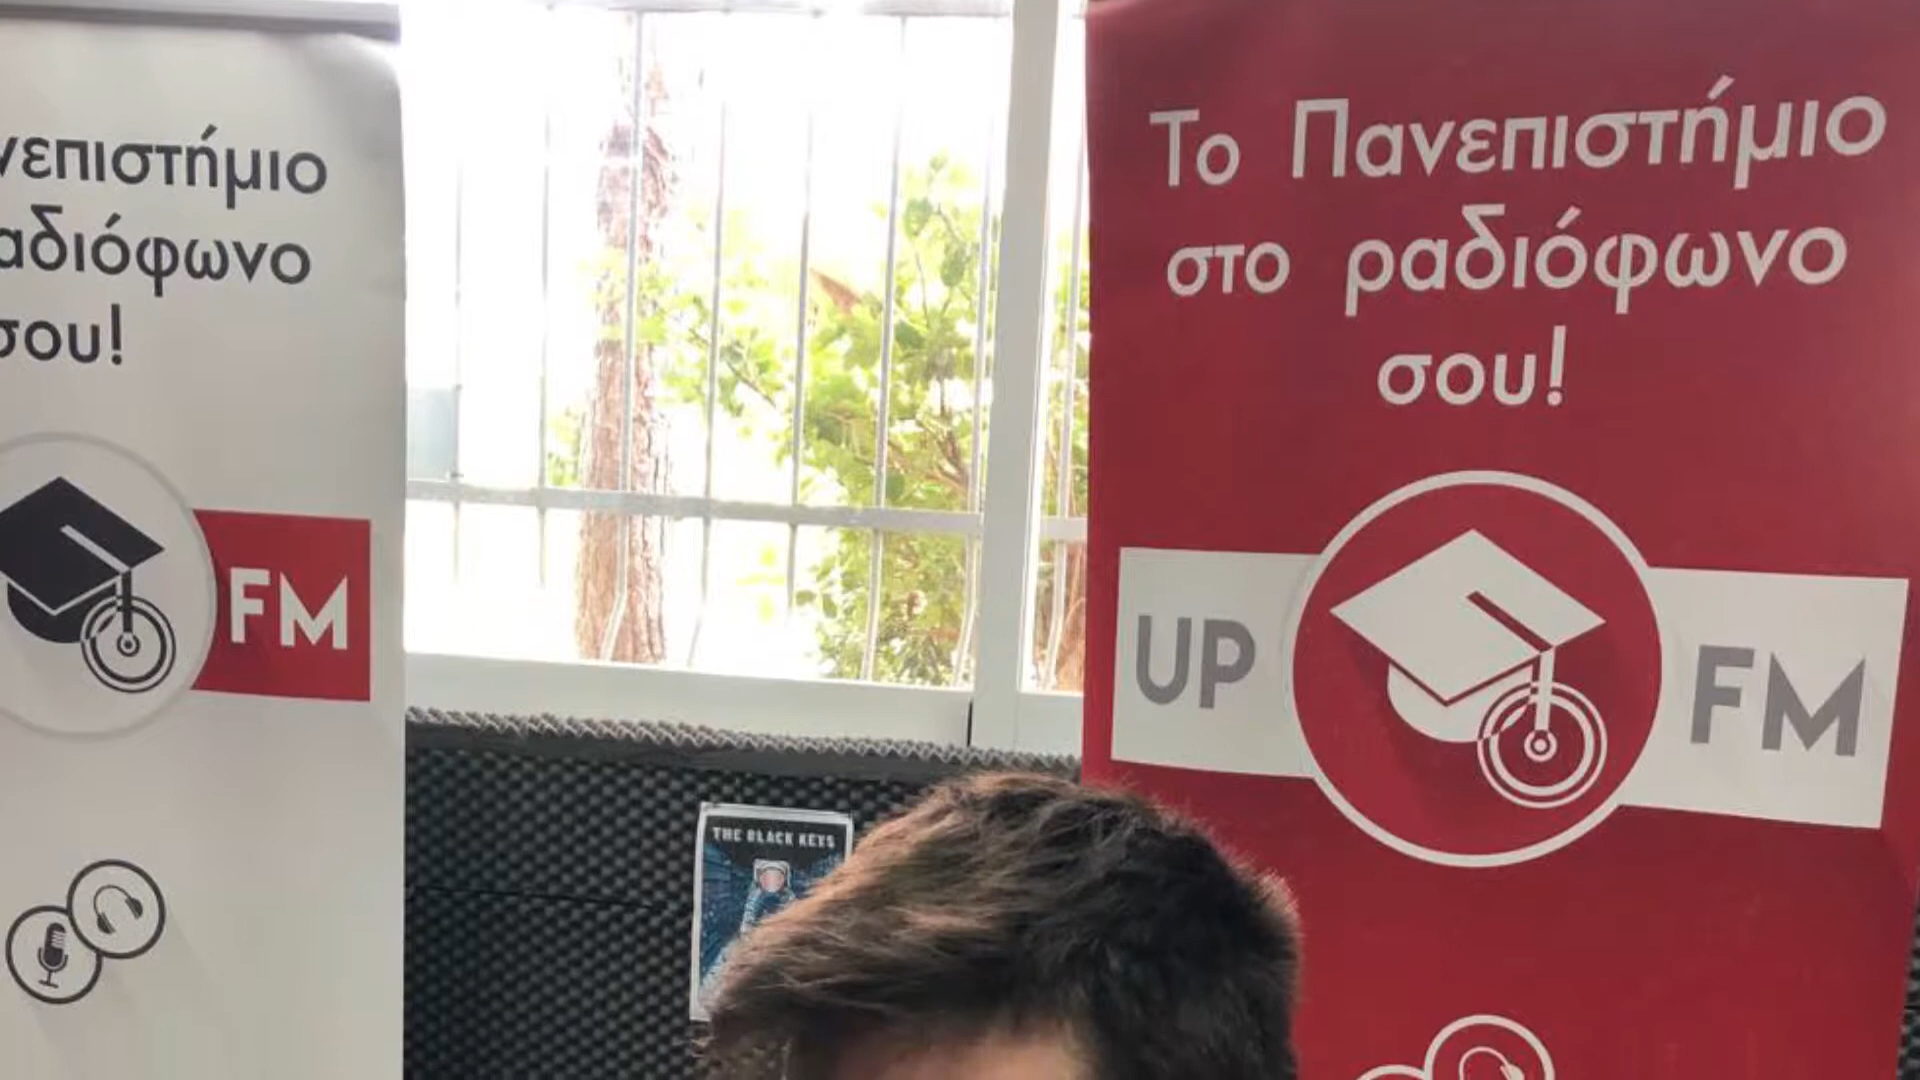 νεπιστήμιο
αδιόφωνο
σου!
FM
Το Πανεπιστήμιο
στο ραδιόφωνο
σου!
UP FM
THE BLACK KEYS